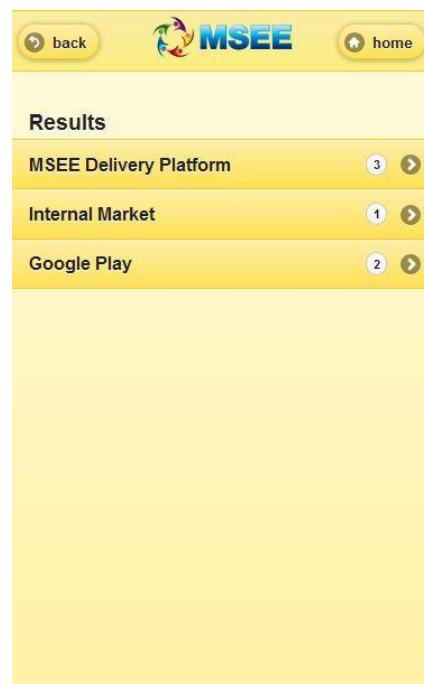 back MSEE home
Results
MSEE Delivery Platform 3
Internal Market 1
Google Play 2